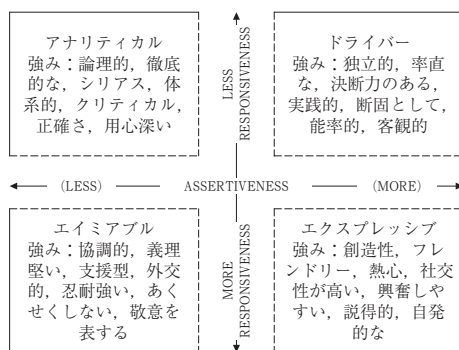 アナリティカル
強み：論理的，徹底
的な，シリアス，体
系的，クリティカル，
正確さ，用心深い
LESS
RESPONSIVENESS
ドライバー
強み：独立的，率直
な，決断力のある，
実践的，断固として，
能率的，客観的
(LESS)
ASSERTIVENESS
(MORE)
エイミアブル
強み：協調的，義理
堅い，支援型，外交
的，忍耐強い，あく
せくしない，敬意を
表する
MORE
RESPONSIVENESS
エクスプレッシブ
強み：創造性，フレ
ンドリー，熱心，社交
性が高い，興奮しや
すい，説得的，自発
的な